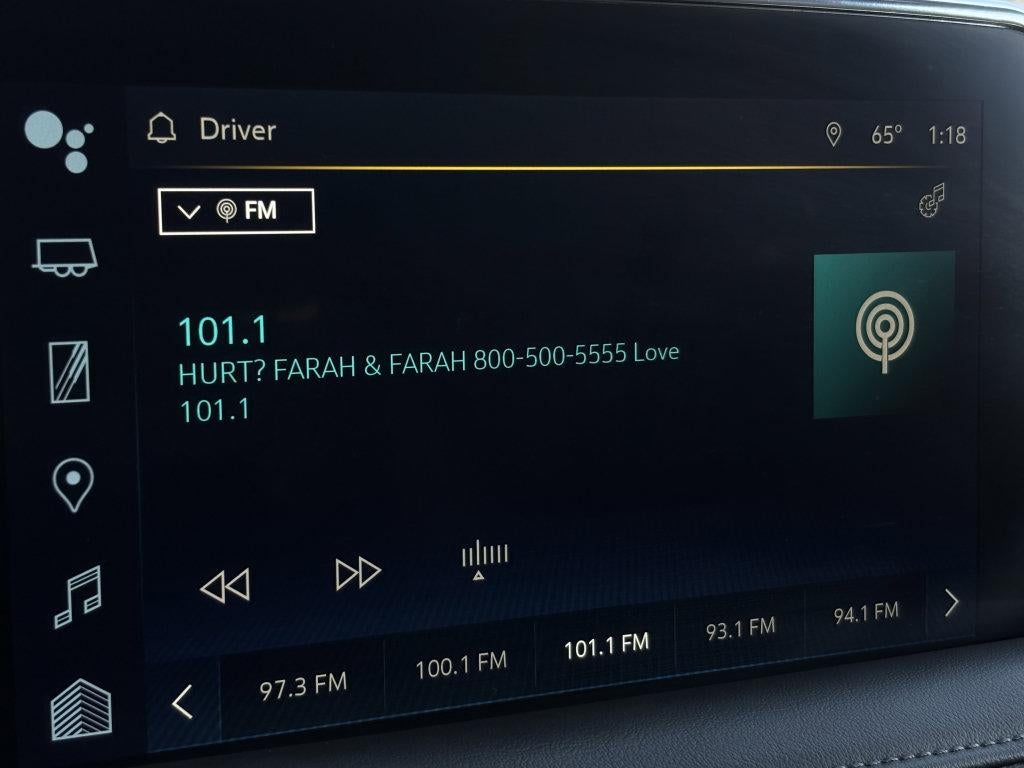 Driver
65° 1:18
FM
101.1
HURT? FARAH & FARAH 800-500-5555 Love
101.1
97.3 FM 100.1 FM 101.1 FM 93.1 FM 94.1 FM